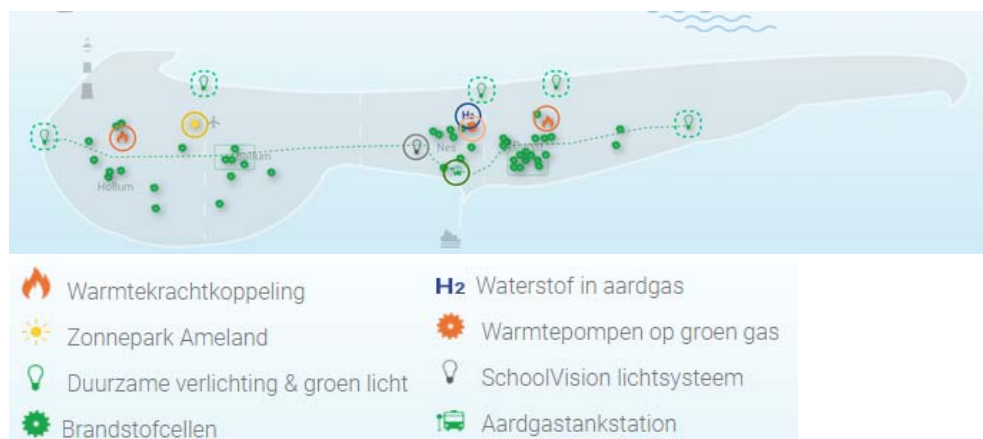 H2
Nes
Hollum
Warmtekrachtkoppeling
Zonnepark Ameland
Duurzame verlichting & groen licht
Brandstofcellen
H2 Waterstof in aardgas
Warmtepompen op groen gas
SchoolVision lichtsysteem
Aardgastankstation